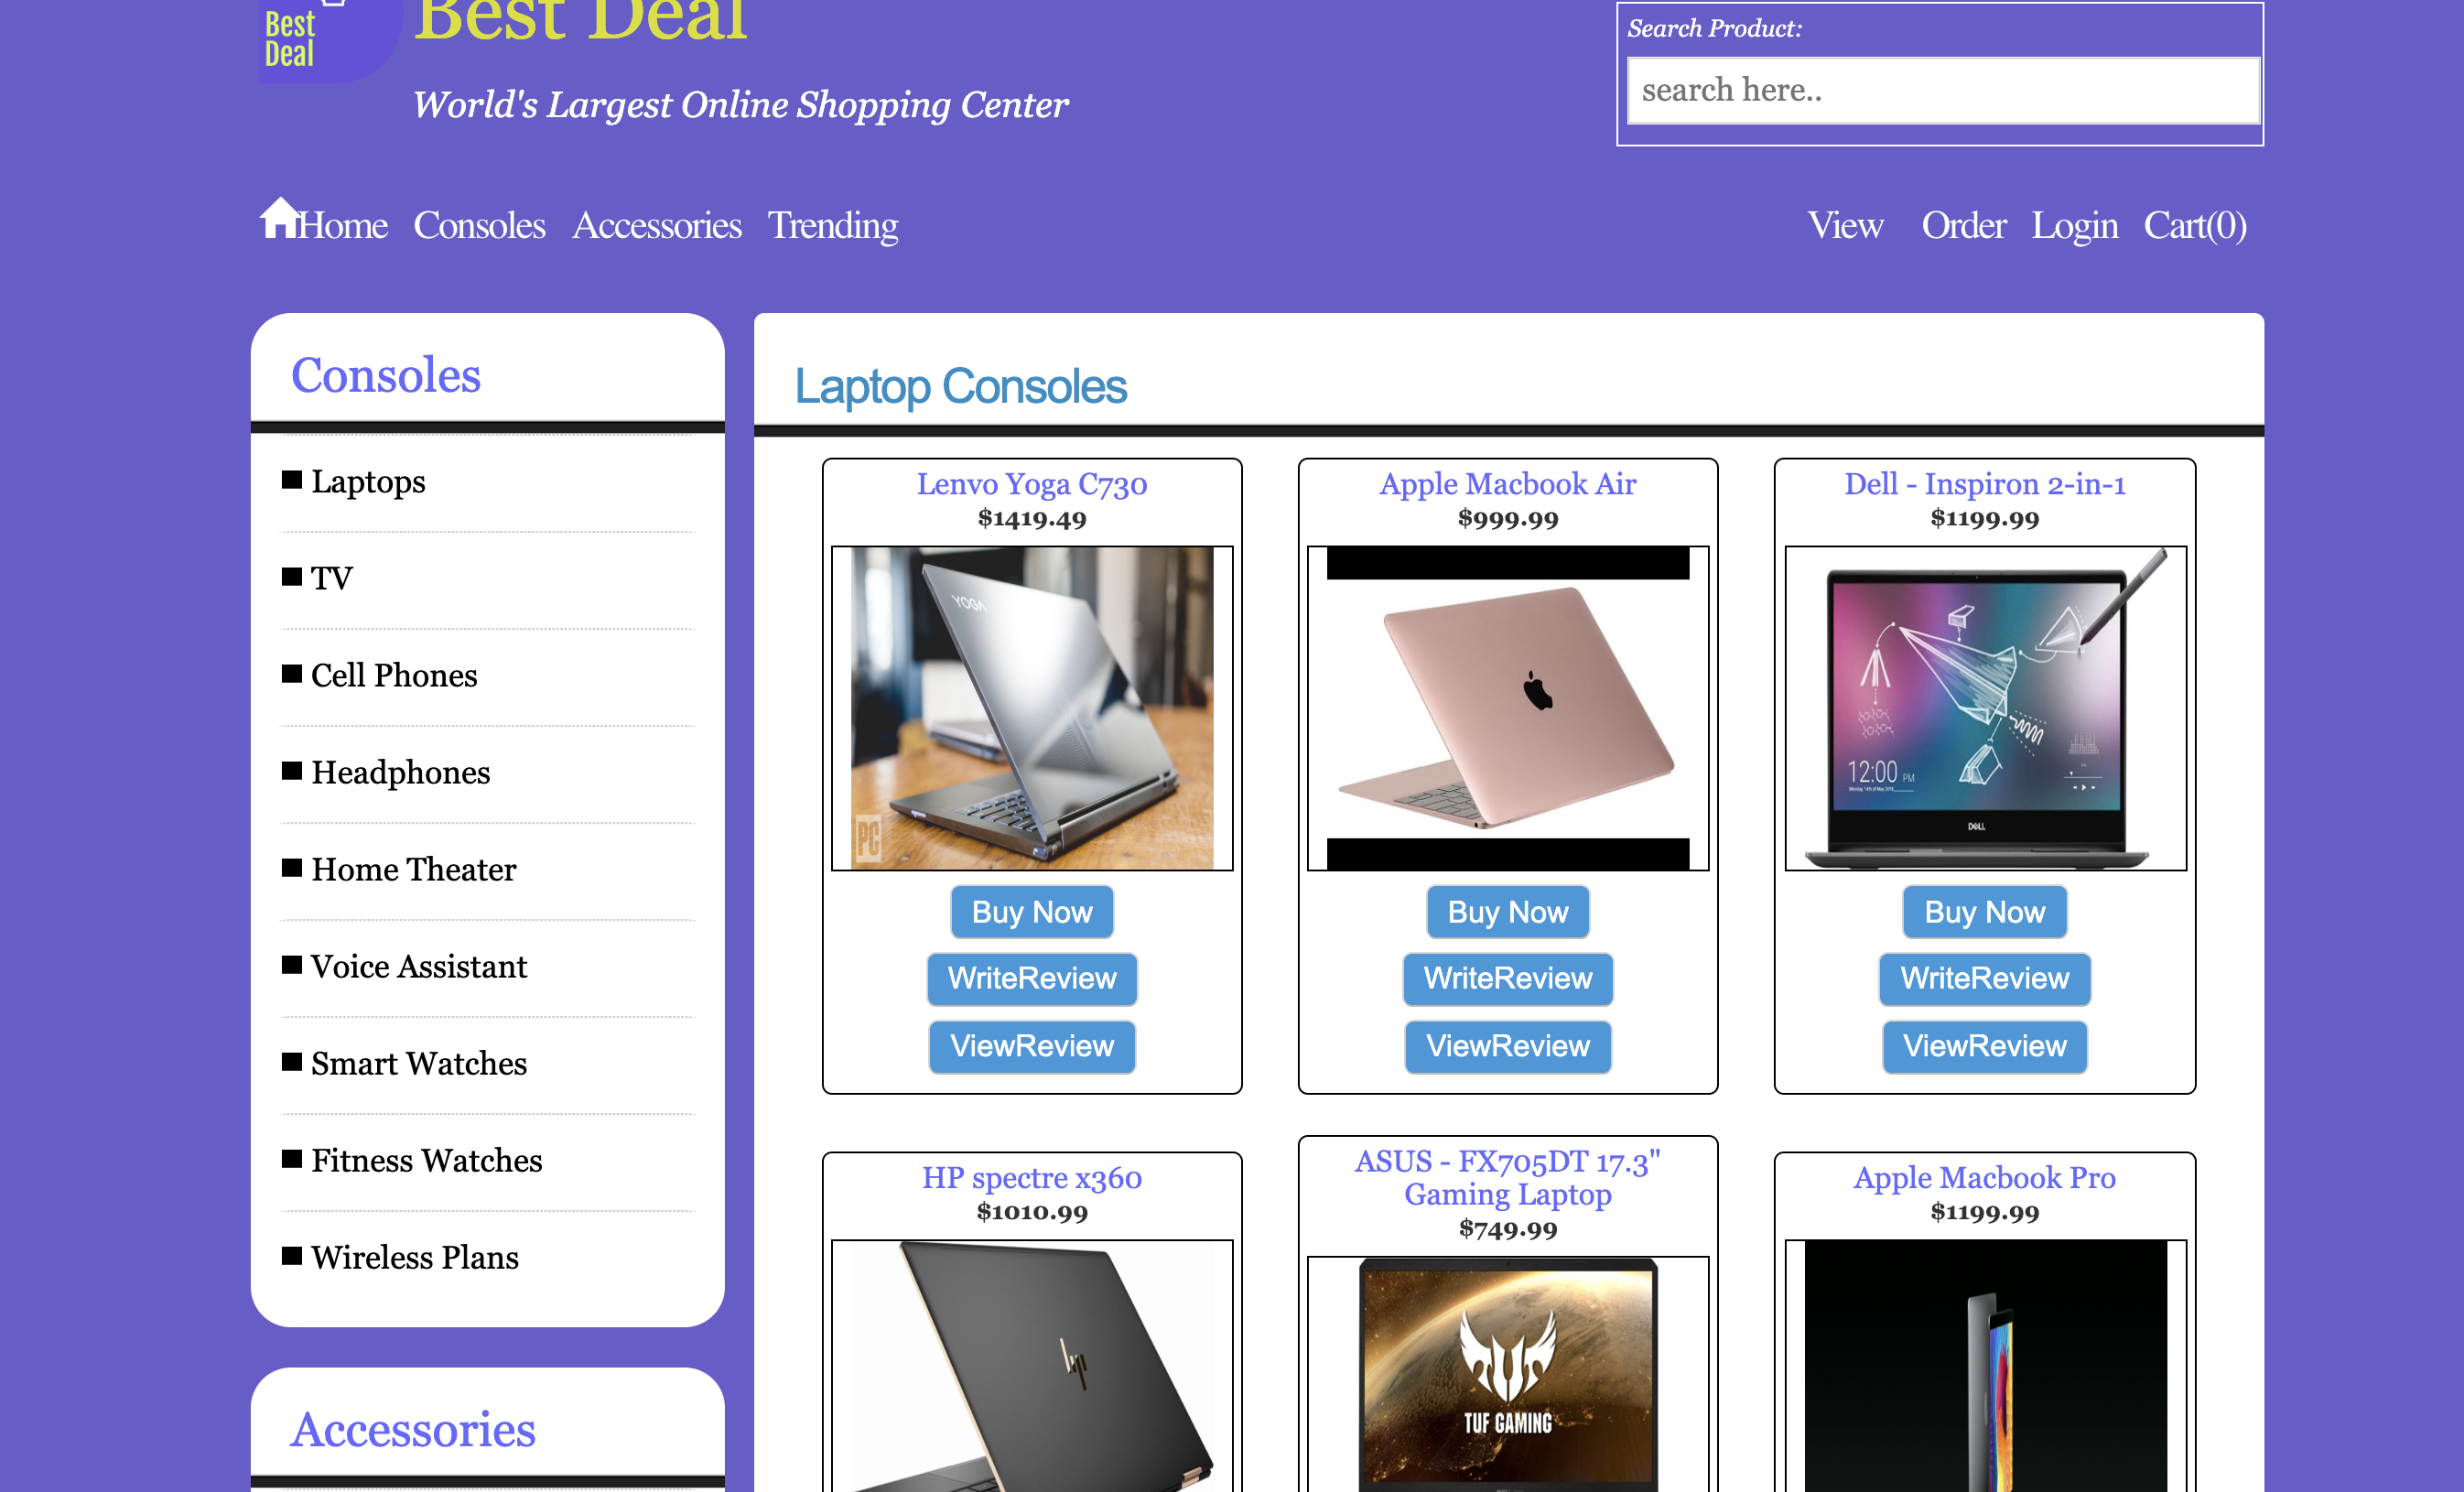 Best
Deal
Best Deal
World's Largest Online Shopping Center
Search Product:
search here..
Home Consoles Accessories Trending
View Order Login Cart(0)
Consoles
Laptops
TV
Cell Phones
Headphones
Home Theater
Voice Assistant
Smart Watches
Fitness Watches
Wireless Plans
Accessories
Laptop Consoles
Lenvo Yoga C730
$1419.49
YOGA
PC
Buy Now
WriteReview
ViewReview
Apple Macbook Air
$999.99
Buy Now
WriteReview
ViewReview
Dell - Inspiron 2-in-1
$1199.99
12:00 PM
DELL
Buy Now
WriteReview
ViewReview
HP spectre x360
$1010.99
hp
ASUS - FX705DT 17.3"
Gaming Laptop
$749.99
TUF GAMING
Apple Macbook Pro
$1199.99